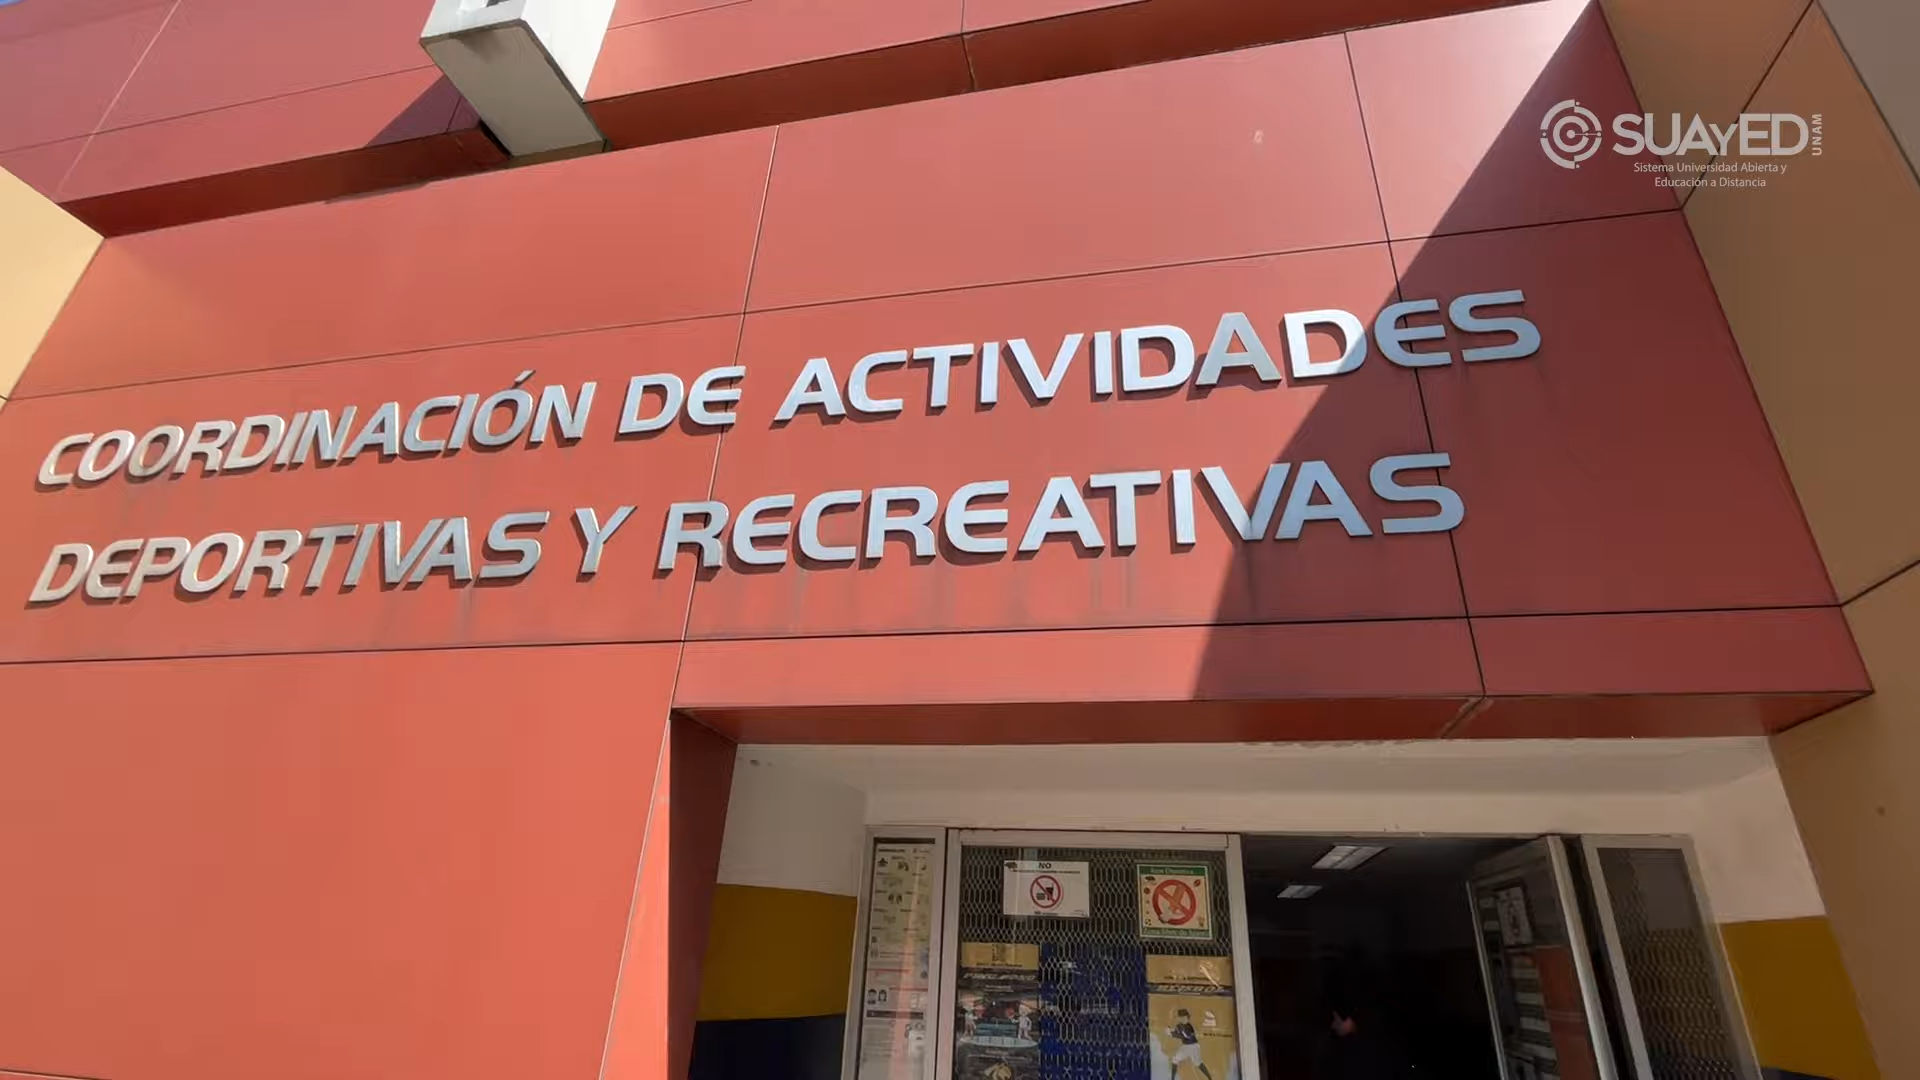 SUAyED
UNAM
Sistema Universidad Abierta y
Educación a Distancia
COORDINACIÓN DE ACTIVIDADES
DEPORTIVAS Y RECREATIVAS
NO